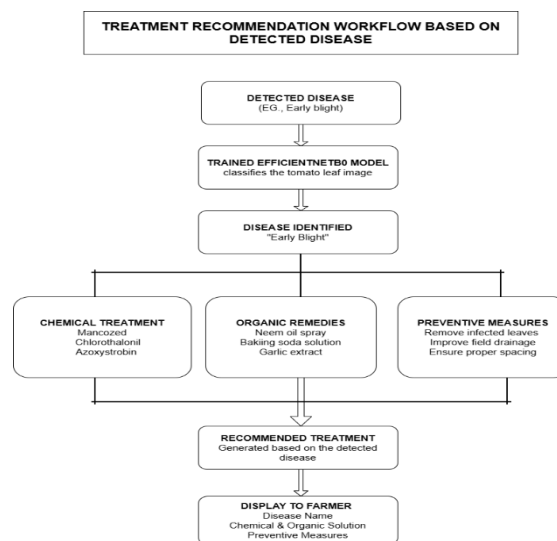 TREATMENT RECOMMENDATION WORKFLOW BASED ON
DETECTED DISEASE
DETECTED DISEASE
(EG., Early blight)
TRAINED EFFICIENTNETB0 MODEL
classifies the tomato leaf image
DISEASE IDENTIFIED
"Early Blight"
CHEMICAL TREATMENT
Mancozed
Chlorothalonil
Azoxystrobin
ORGANIC REMEDIES
Neem oil spray
Bakiing soda solution
Garlic extract
PREVENTIVE MEASURES
Remove infected leaves
Improve field drainage
Ensure proper spacing
RECOMMENDED TREATMENT
Generated based on the detected
disease
DISPLAY TO FARMER
Disease Name
Chemical & Organic Solution
Preventive Measures